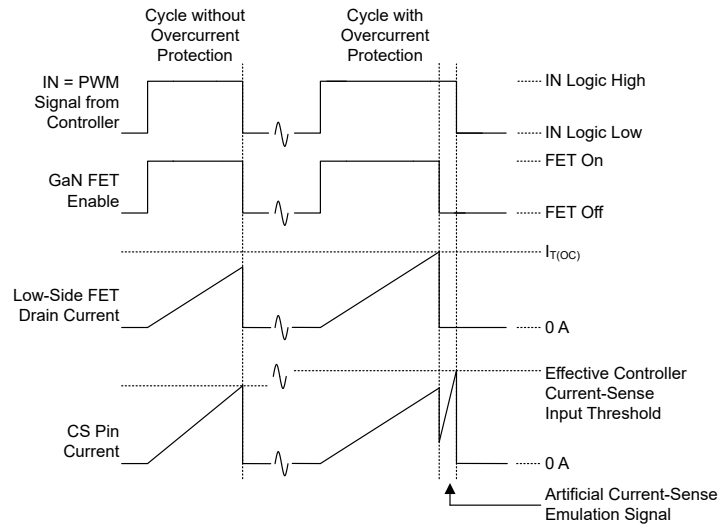 Cycle without
Overcurrent
Protection
Cycle with
Overcurrent
Protection
IN = PWM
Signal from
Controller
IN Logic High
IN Logic Low
GaN FET
Enable
FET On
FET Off
Low-Side FET
Drain Current
I_T(OC)
0 A
CS Pin
Current
Effective Controller
Current-Sense
Input Threshold
0 A
Artificial Current-Sense
Emulation Signal